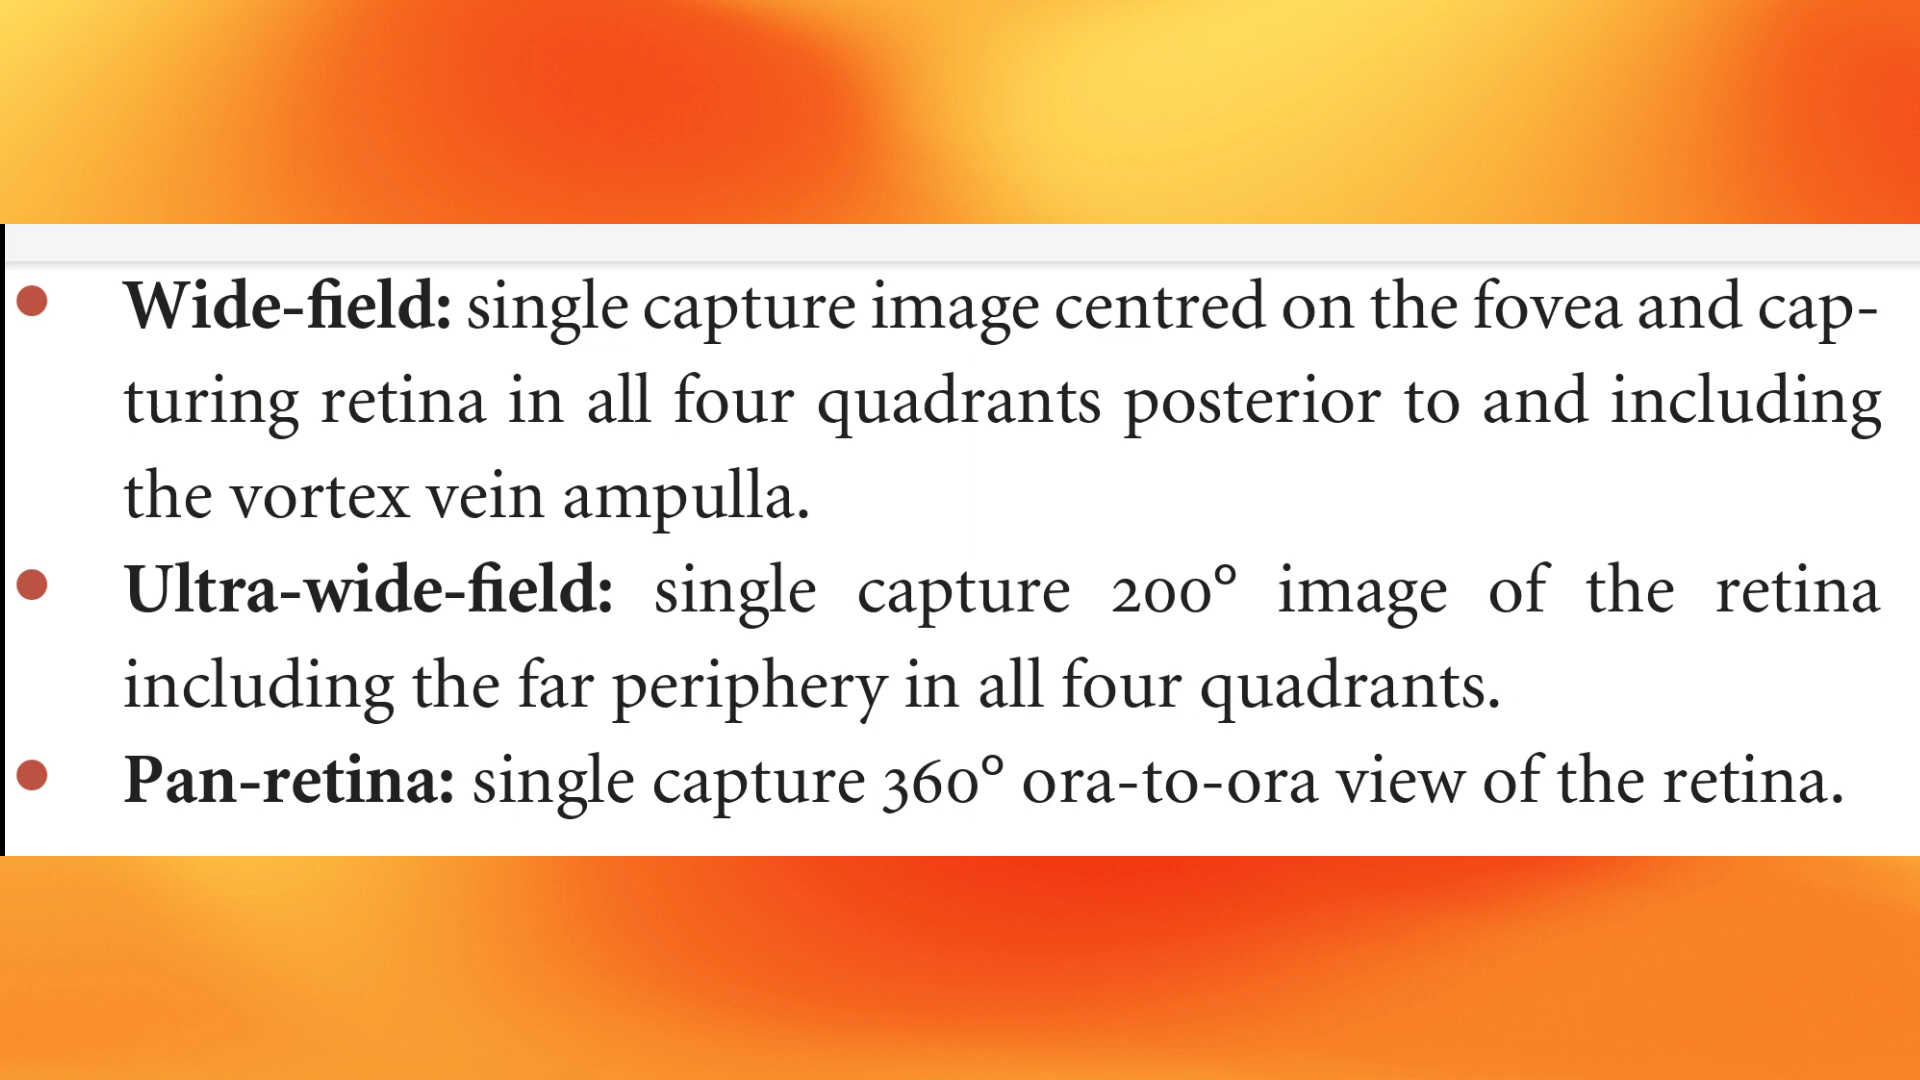 • Wide-field: single capture image centred on the fovea and cap-
turing retina in all four quadrants posterior to and including
the vortex vein ampulla.
• Ultra-wide-field: single capture 200° image of the retina
including the far periphery in all four quadrants.
• Pan-retina: single capture 360° ora-to-ora view of the retina.